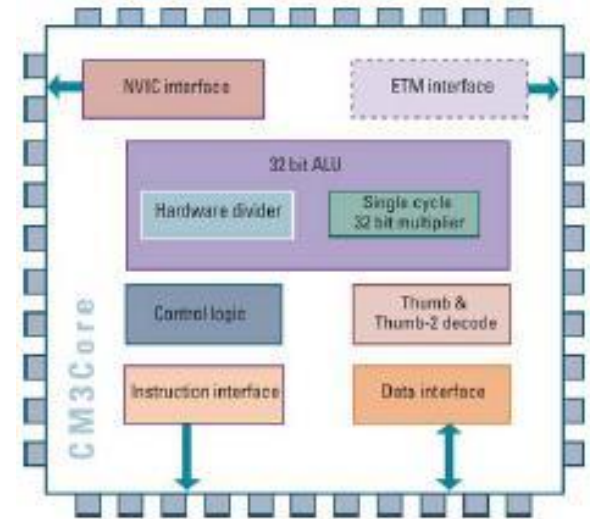 NVIC interface
ETM interface
32 bit ALU
Hardware divider
Single cycle
32 bit multiplier
Control logic
Thumb &
Thumb-2 decode
Instruction interface
Data interface
CM3Core